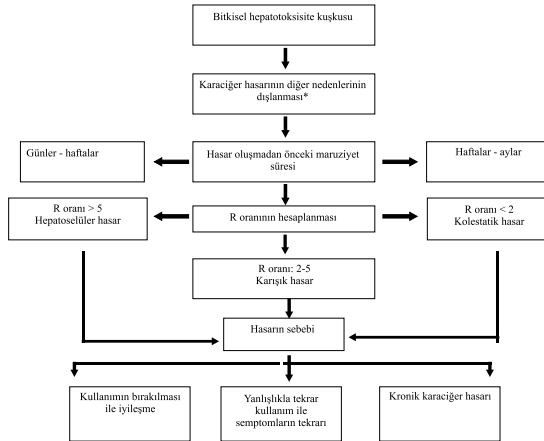 Bitkisel hepatotoksisite kuşkusu
Karaciğer hasarının diğer nedenlerinin
dışlanması*
Günler - haftalar
Hasar oluşmadan önceki maruziyet
süresi
Haftalar - aylar
R oranı > 5
Hepatoselüler hasar
R oranının hesaplanması
R oranı < 2
Kolestatik hasar
R oranı: 2-5
Karışık hasar
Hasarın sebebi
Kullanımın bırakılması
ile iyileşme
Yanlışlıkla tekrar
kullanım ile
semptomların tekrarı
Kronik karaciğer hasarı